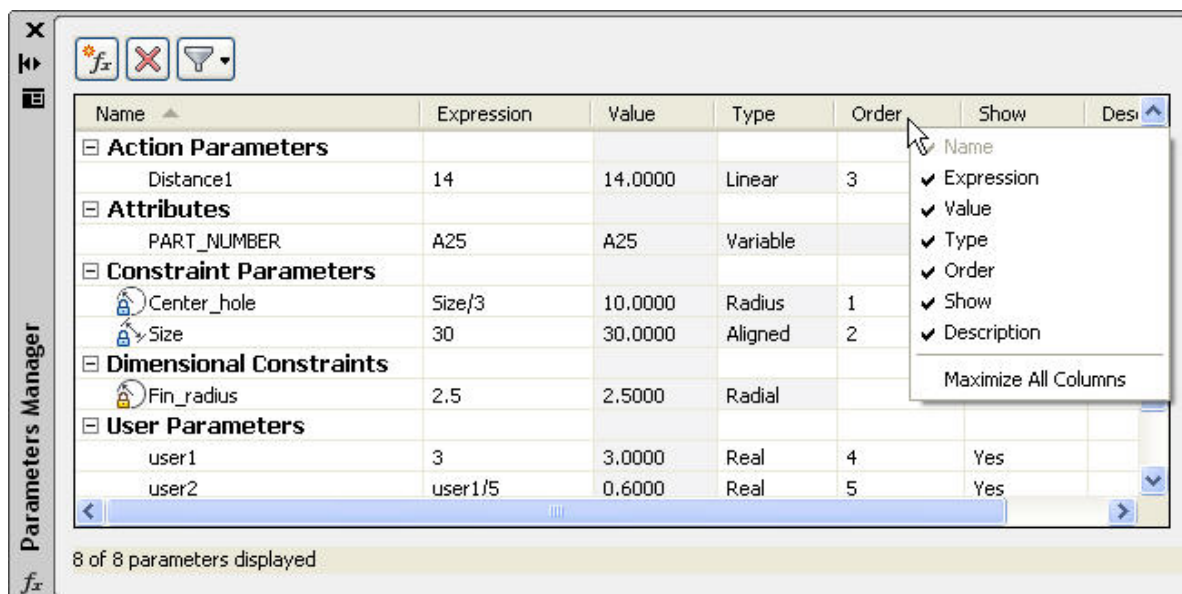 fx
Name Expression Value Type Order Show Des
Action Parameters
Name
Distance1 14 14.0000 Linear 3
Expression
Attributes
Value
PART_NUMBER A25 A25 Variable
Type
Constraint Parameters
Order
Center_hole Size/3 10.0000 Radius 1
Show
Size 30 30.0000 Aligned 2
Description
Dimensional Constraints
Maximize All Columns
Fin_radius 2.5 2.5000 Radial
User Parameters
user1 3 3.0000 Real 4 Yes
user2 user1/5 0.6000 Real 5 Yes
8 of 8 parameters displayed
Parameters Manager
fx